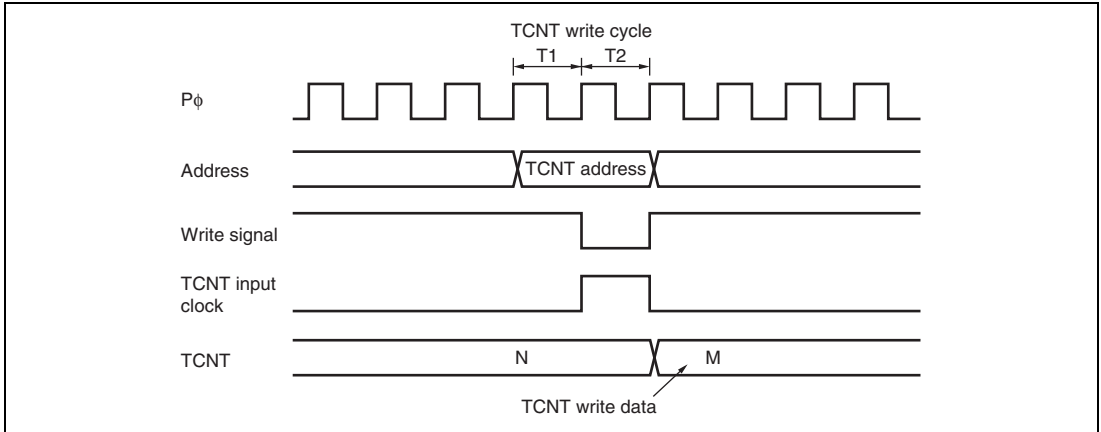 TCNT write cycle
T1 T2
Pϕ
Address
TCNT address
Write signal
TCNT input
clock
TCNT
N
M
TCNT write data